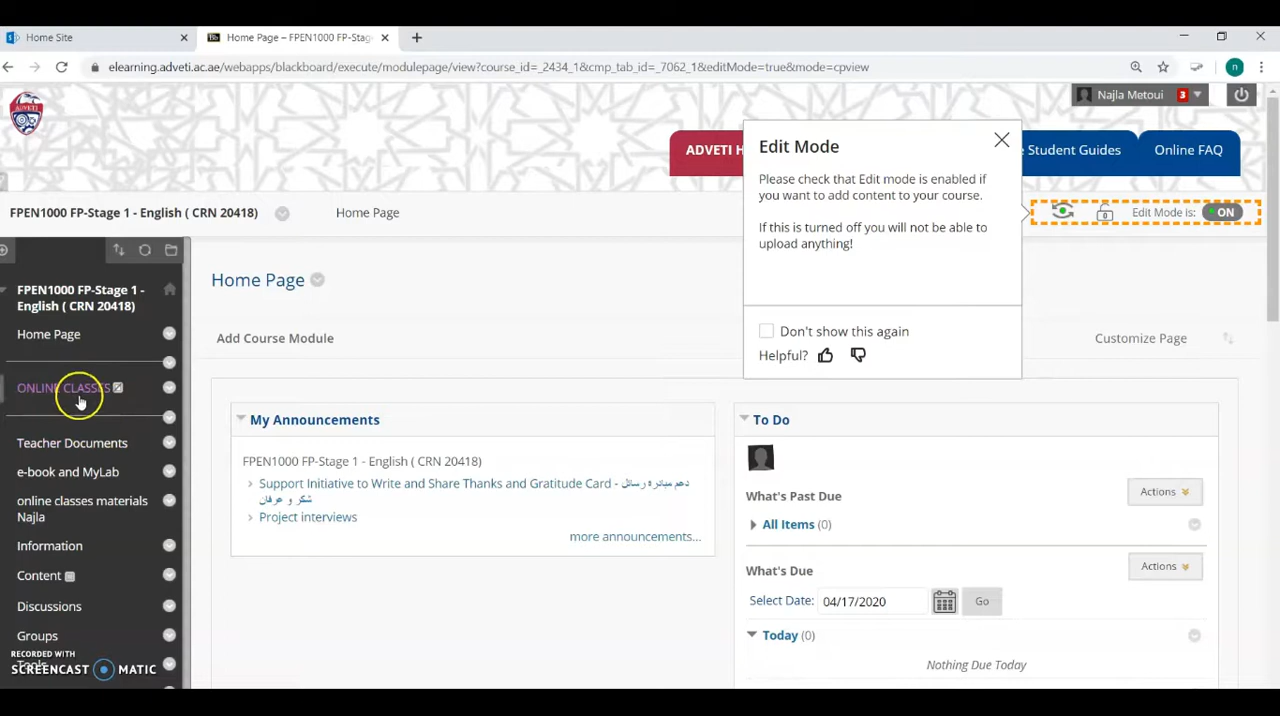 Home Site
Bb Home Page – FPEN1000 FP-Stag
elearning.adveti.ac.ae/webapps/blackboard/execute/modulepage/view?course_id=_2434_1&cmp_tab_id=_7062_1&editMode=true&mode=cpview
n
ADVETI
Najla Metoui 3
ADVETI H
Student Guides
Online FAQ
Edit Mode
Please check that Edit mode is enabled if
you want to add content to your course.
If this is turned off you will not be able to
upload anything!
Don't show this again
Helpful?
FPEN1000 FP-Stage 1 - English ( CRN 20418)
Home Page
Edit Mode is: ON
FPEN1000 FP-Stage 1 -
English ( CRN 20418)
Home Page
ONLINE CLASSES
Teacher Documents
e-book and MyLab
online classes materials
Najla
Information
Content
Discussions
Groups
Tools
RECORDED WITH
SCREENCAST MATIC
Home Page
Add Course Module
Customize Page
My Announcements
FPEN1000 FP-Stage 1 - English ( CRN 20418)
Support Initiative to Write and Share Thanks and Gratitude Card - دعم مبادرة رسائل
شكر و عرفان
Project interviews
more announcements...
To Do
What's Past Due
Actions
All Items (0)
What's Due
Actions
Select Date: 04/17/2020 Go
Today (0)
Nothing Due Today